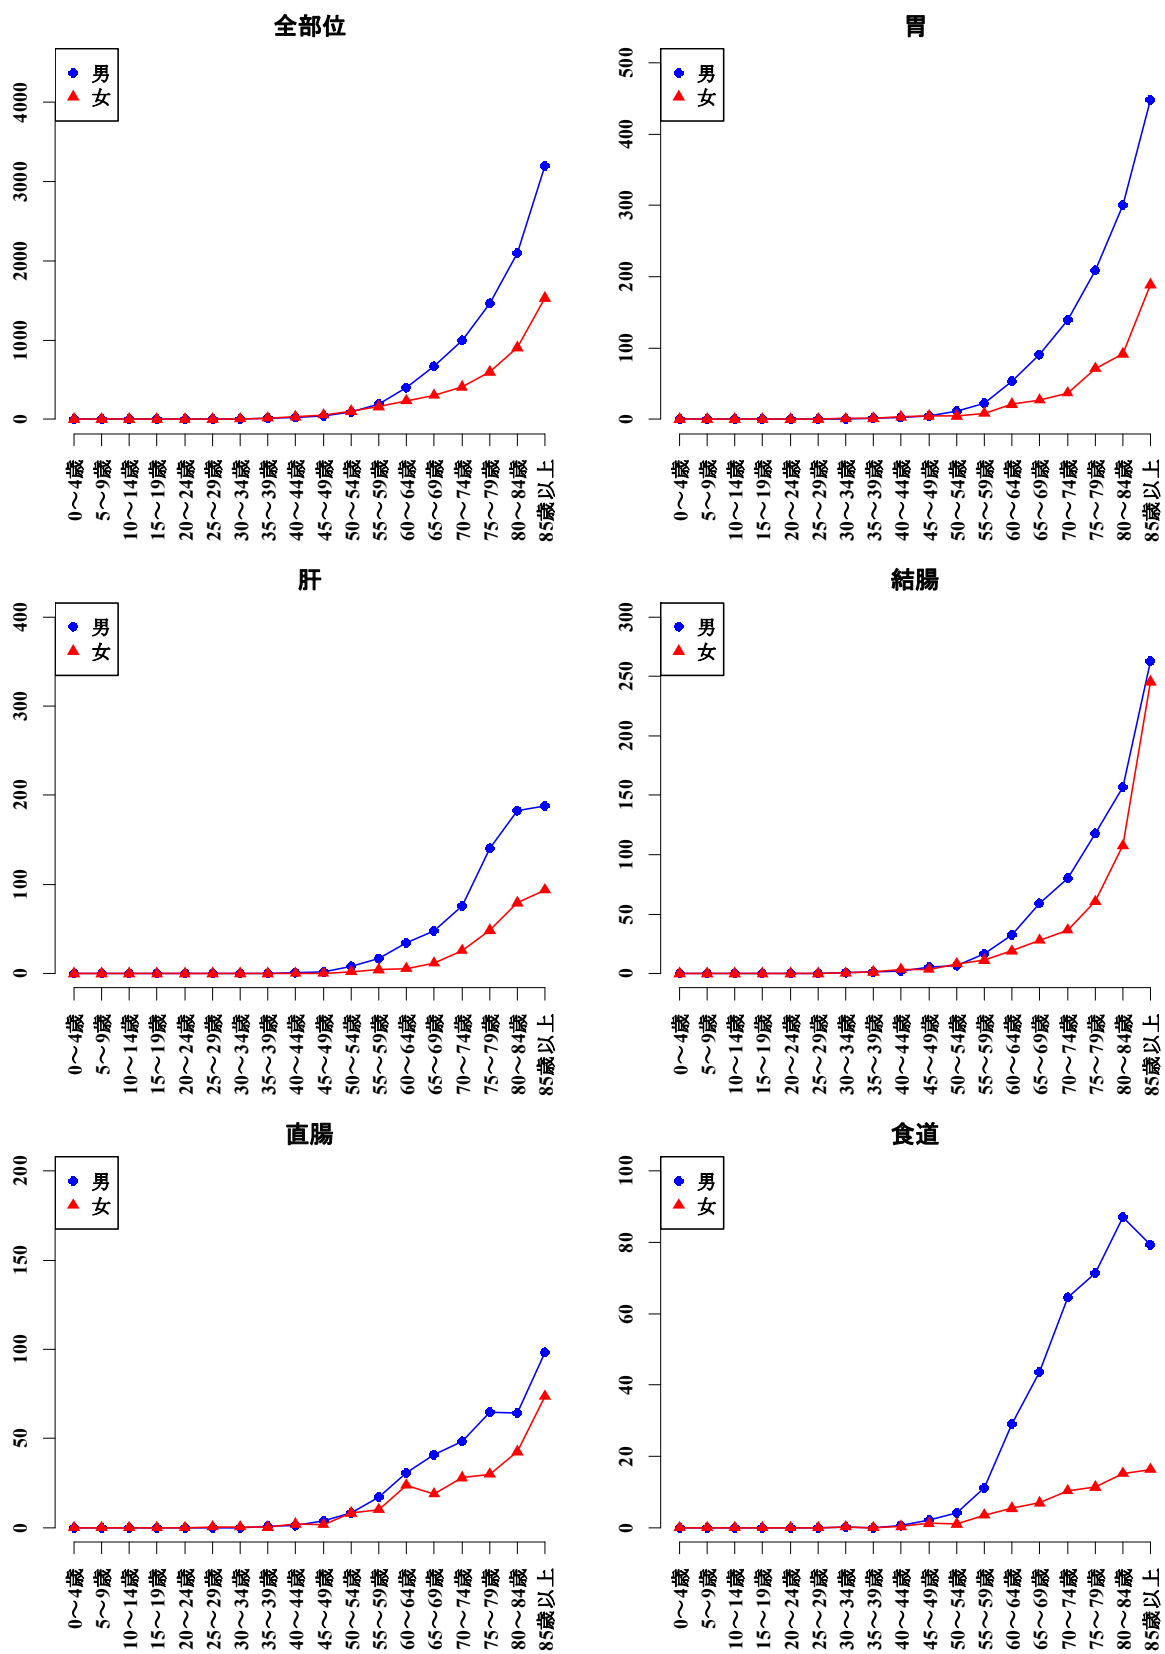 全部位
男
女
4000
3000
2000
1000
0
0～4歳
5～9歳
10～14歳
15～19歳
20～24歳
25～29歳
30～34歳
35～39歳
40～44歳
45～49歳
50～54歳
55～59歳
60～64歳
65～69歳
70～74歳
75～79歳
80～84歳
85歳以上
胃
男
女
500
400
300
200
100
0
0～4歳
5～9歳
10～14歳
15～19歳
20～24歳
25～29歳
30～34歳
35～39歳
40～44歳
45～49歳
50～54歳
55～59歳
60～64歳
65～69歳
70～74歳
75～79歳
80～84歳
85歳以上
肝
男
女
400
300
200
100
0
0～4歳
5～9歳
10～14歳
15～19歳
20～24歳
25～29歳
30～34歳
35～39歳
40～44歳
45～49歳
50～54歳
55～59歳
60～64歳
65～69歳
70～74歳
75～79歳
80～84歳
85歳以上
結腸
男
女
300
250
200
150
100
50
0
0～4歳
5～9歳
10～14歳
15～19歳
20～24歳
25～29歳
30～34歳
35～39歳
40～44歳
45～49歳
50～54歳
55～59歳
60～64歳
65～69歳
70～74歳
75～79歳
80～84歳
85歳以上
直腸
男
女
200
150
100
50
0
0～4歳
5～9歳
10～14歳
15～19歳
20～24歳
25～29歳
30～34歳
35～39歳
40～44歳
45～49歳
50～54歳
55～59歳
60～64歳
65～69歳
70～74歳
75～79歳
80～84歳
85歳以上
食道
男
女
100
80
60
40
20
0
0～4歳
5～9歳
10～14歳
15～19歳
20～24歳
25～29歳
30～34歳
35～39歳
40～44歳
45～49歳
50～54歳
55～59歳
60～64歳
65～69歳
70～74歳
75～79歳
80～84歳
85歳以上